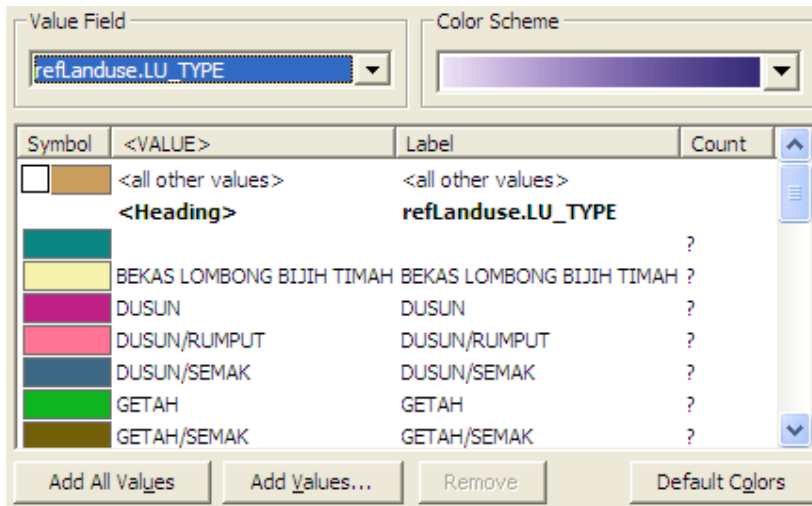 Value Field
Color Scheme
refLanduse.LU_TYPE
Symbol <VALUE> Label Count
<all other values> <all other values>
<Heading> refLanduse.LU_TYPE
?
BEKAS LOMBONG BIJIH TIMAH BEKAS LOMBONG BIJIH TIMAH ?
DUSUN DUSUN ?
DUSUN/RUMPUT DUSUN/RUMPUT ?
DUSUN/SEMAK DUSUN/SEMAK ?
GETAH GETAH ?
GETAH/SEMAK GETAH/SEMAK ?
Add All Values Add Values... Remove Default Colors